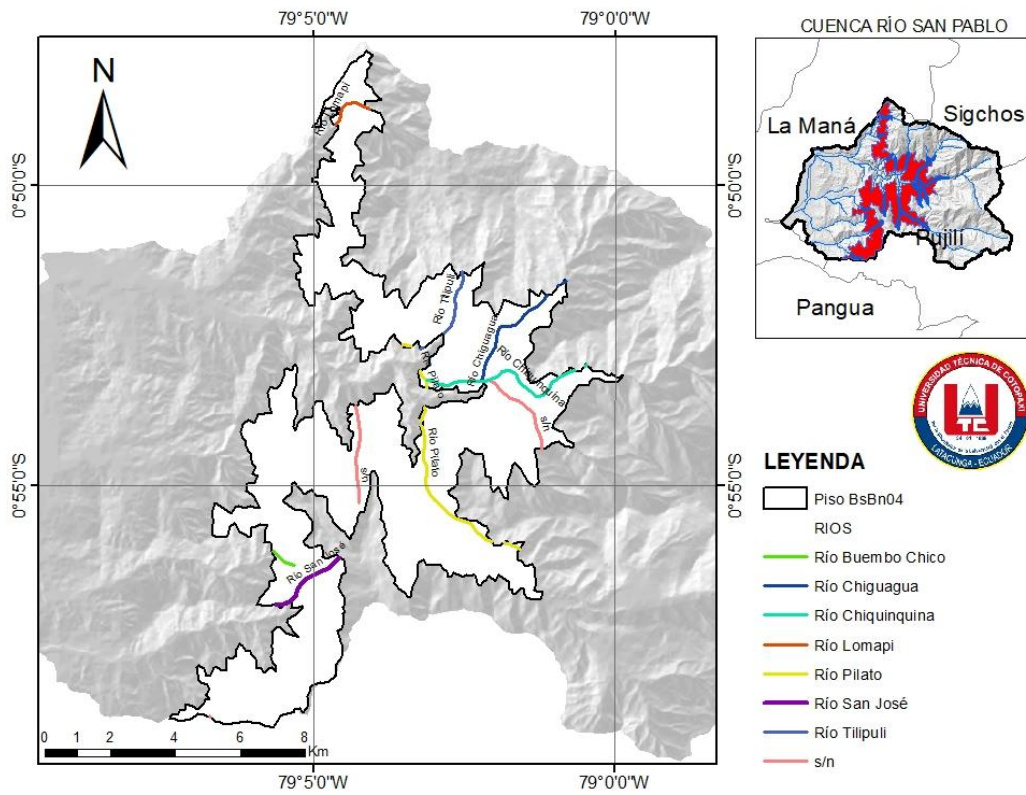 79°5'0"W
79°0'0"W
N
0°50'0"S
0°50'0"S
0°55'0"S
0°55'0"S
Río Lomapi
Río Tilipuli
Río Chiguagua
Río Chiquinquina
Río Pilato
s/n
Río Pilato
s/n
Río San José
0 1 2 4 6 8
Km
79°5'0"W
79°0'0"W
CUENCA RÍO SAN PABLO
La Maná
Sigchos
Pujilí
Pangua
UNIVERSIDAD TÉCNICA DE COTOPAXI
UTC
LATACUNGA - ECUADOR
LEYENDA
Piso BsBn04
RIOS
Río Buembo Chico
Río Chiguagua
Río Chiquinquina
Río Lomapi
Río Pilato
Río San José
Río Tilipuli
s/n